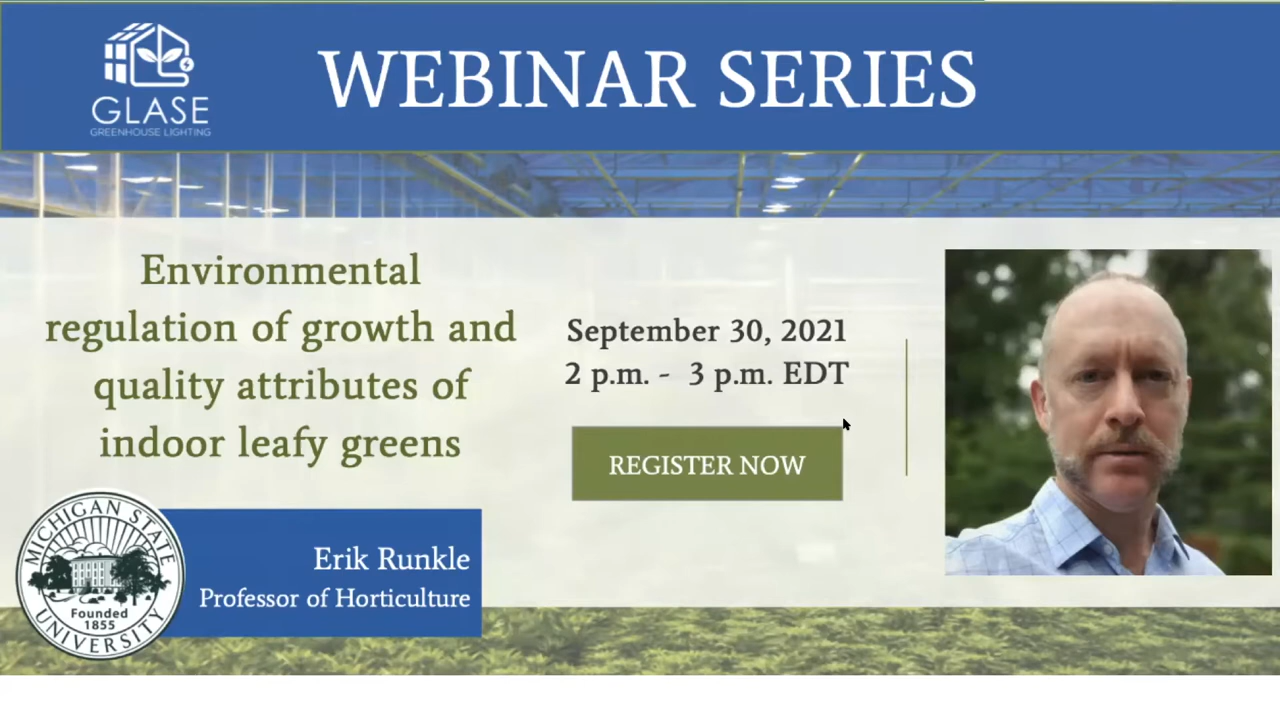 GLASE
GREENHOUSE LIGHTING
WEBINAR SERIES
Environmental
regulation of growth and
quality attributes of
indoor leafy greens
September 30, 2021
2 p.m. - 3 p.m. EDT
REGISTER NOW
MICHIGAN STATE
UNIVERSITY
Founded
1855
Erik Runkle
Professor of Horticulture